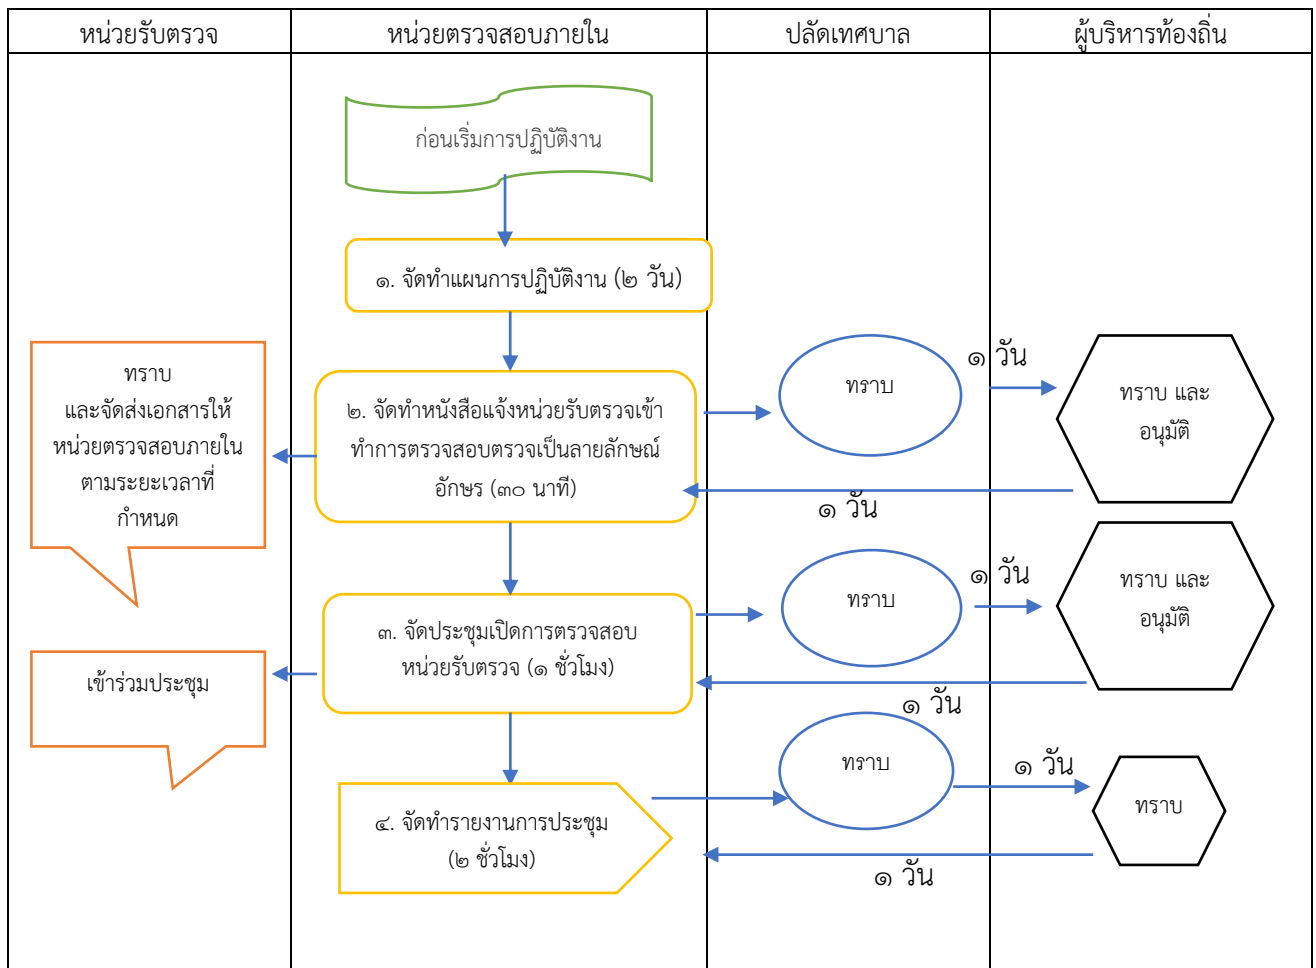 หน่วยรับตรวจ
หน่วยตรวจสอบภายใน
ปลัดเทศบาล
ผู้บริหารท้องถิ่น
ก่อนเริ่มการปฏิบัติงาน
๑. จัดทำแผนการปฏิบัติงาน (๒ วัน)
ทราบ
และจัดส่งเอกสารให้
หน่วยตรวจสอบภายใน
ตามระยะเวลาที่
กำหนด
๒. จัดทำหนังสือแจ้งหน่วยรับตรวจเข้า
ทำการตรวจสอบตรวจเป็นลายลักษณ์
อักษร (๓๐ นาที)
ทราบ
๑ วัน
ทราบ และ
อนุมัติ
๑ วัน
เข้าร่วมประชุม
๓. จัดประชุมเปิดการตรวจสอบ
หน่วยรับตรวจ (๑ ชั่วโมง)
ทราบ
๑ วัน
ทราบ และ
อนุมัติ
๑ วัน
๔. จัดทำรายงานการประชุม
(๒ ชั่วโมง)
ทราบ
๑ วัน
ทราบ
๑ วัน